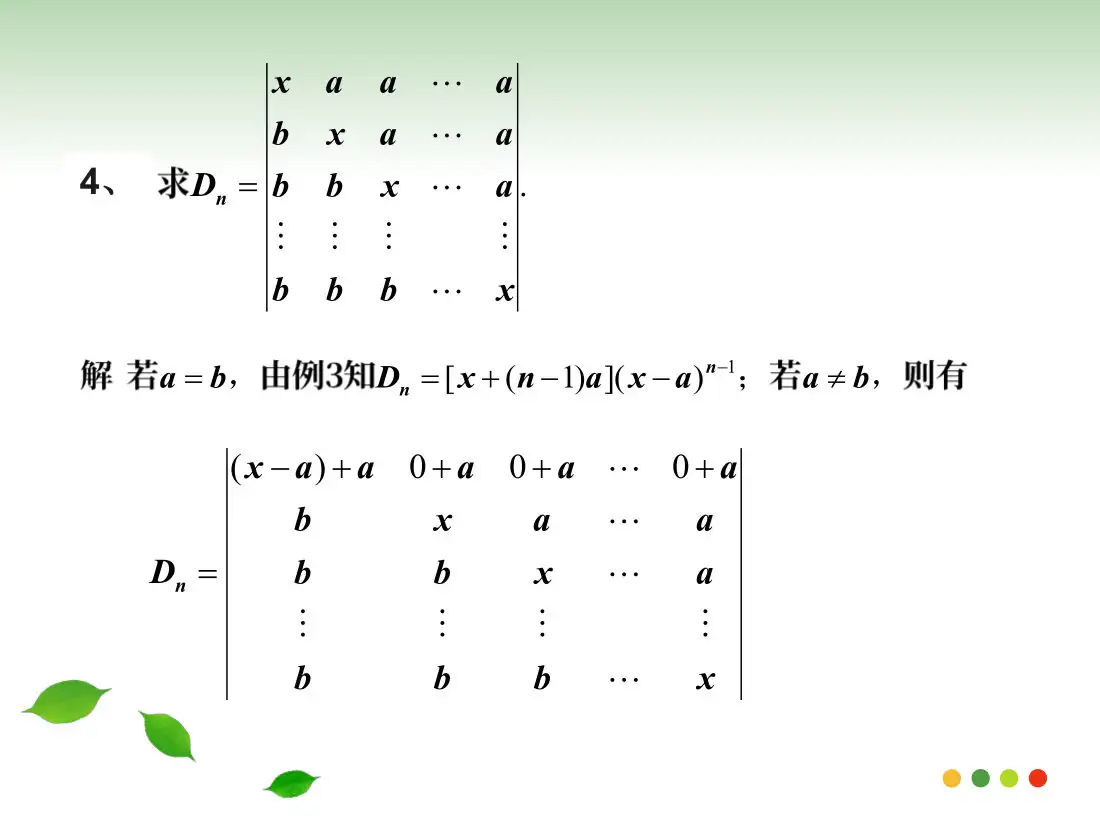 4、 求Dₙ = | x a a ⋯ a |
| b x a ⋯ a |
| b b x ⋯ a | .
| ⋮ ⋮ ⋮ ⋮ |
| b b b ⋯ x |
解 若a = b，由例3知Dₙ = [x + (n − 1)a](x − a)ⁿ⁻¹；若a ≠ b，则有
| (x − a) + a 0 + a 0 + a ⋯ 0 + a |
| b x a ⋯ a |
Dₙ = | b b x ⋯ a |
| ⋮ ⋮ ⋮ ⋮ |
| b b b ⋯ x |